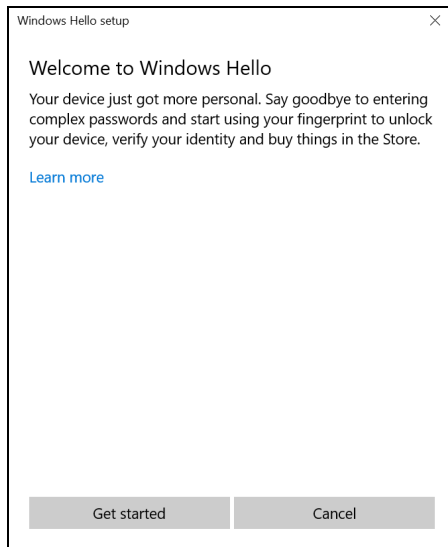 Windows Hello setup
Welcome to Windows Hello
Your device just got more personal. Say goodbye to entering
complex passwords and start using your fingerprint to unlock
your device, verify your identity and buy things in the Store.
Learn more
Get started Cancel